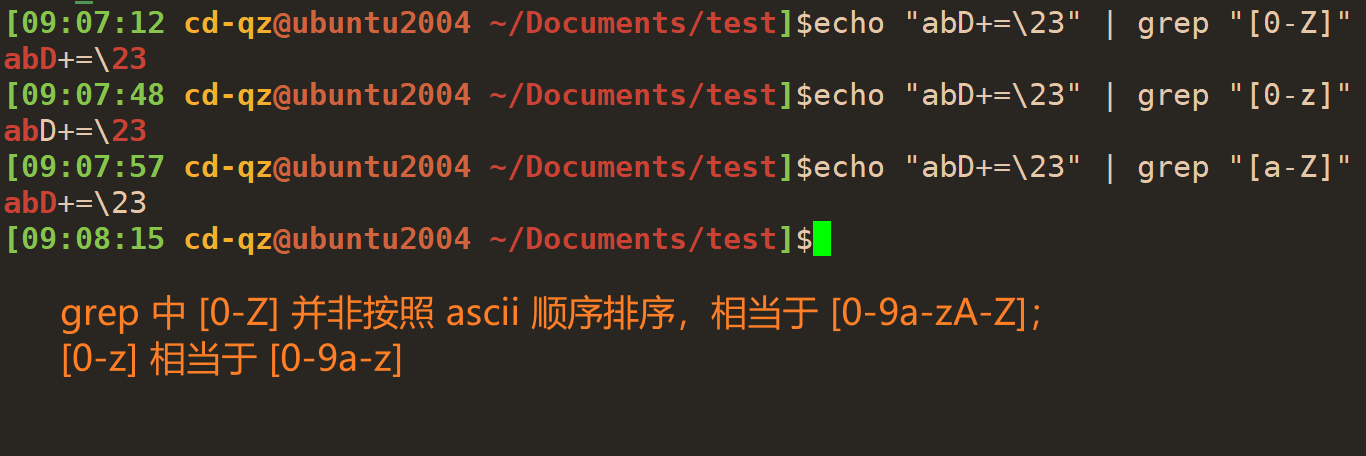 [09:07:12 cd-qz@ubuntu2004 ~/Documents/test]$echo "abD+=\23" | grep "[0-Z]"
abD+=\23
[09:07:48 cd-qz@ubuntu2004 ~/Documents/test]$echo "abD+=\23" | grep "[0-z]"
abD+=\23
[09:07:57 cd-qz@ubuntu2004 ~/Documents/test]$echo "abD+=\23" | grep "[a-Z]"
abD+=\23
[09:08:15 cd-qz@ubuntu2004 ~/Documents/test]$
grep 中 [0-Z] 并非按照 ascii 顺序排序，相当于 [0-9a-zA-Z]；
[0-z] 相当于 [0-9a-z]